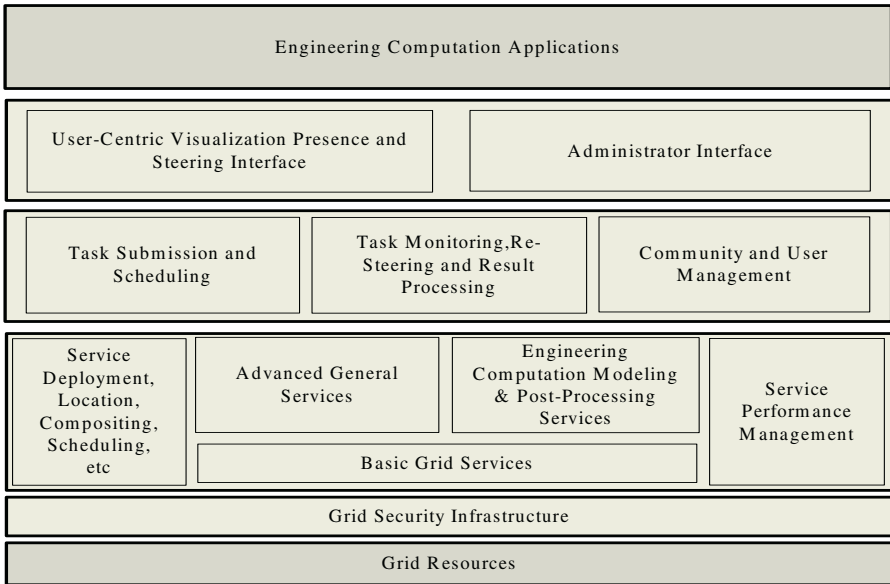 Engineering Computation Applications
User-Centric Visualization Presence and
Steering Interface
Administrator Interface
Task Submission and
Scheduling
Task Monitoring,Re-
Steering and Result
Processing
Community and User
Management
Service
Deployment,
Location,
Compositing,
Scheduling,
etc
Advanced General
Services
Engineering
Computation Modeling
& Post-Processing
Services
Basic Grid Services
Service
Performance
Management
Grid Security Infrastructure
Grid Resources